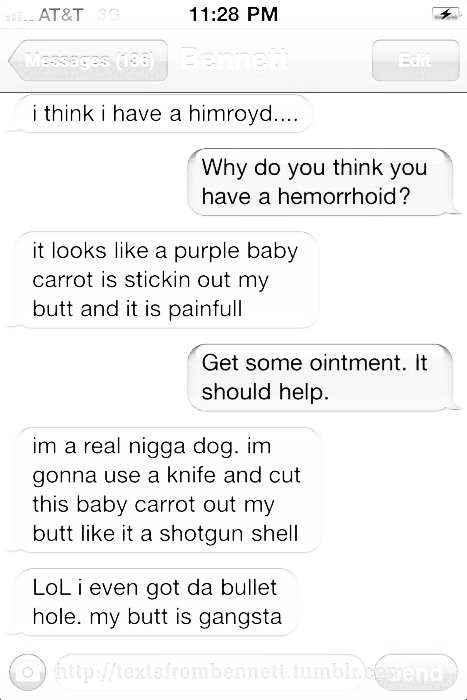 AT&T 3G 11:28 PM
Messages (136) Bennett Edit
i think i have a himroyd....
Why do you think you
have a hemorrhoid?
it looks like a purple baby
carrot is stickin out my
butt and it is painfull
Get some ointment. It
should help.
im a real nigga dog. im
gonna use a knife and cut
this baby carrot out my
butt like it a shotgun shell
LoL i even got da bullet
hole. my butt is gangsta
http://textsfrombennett.tumblr.com
Send